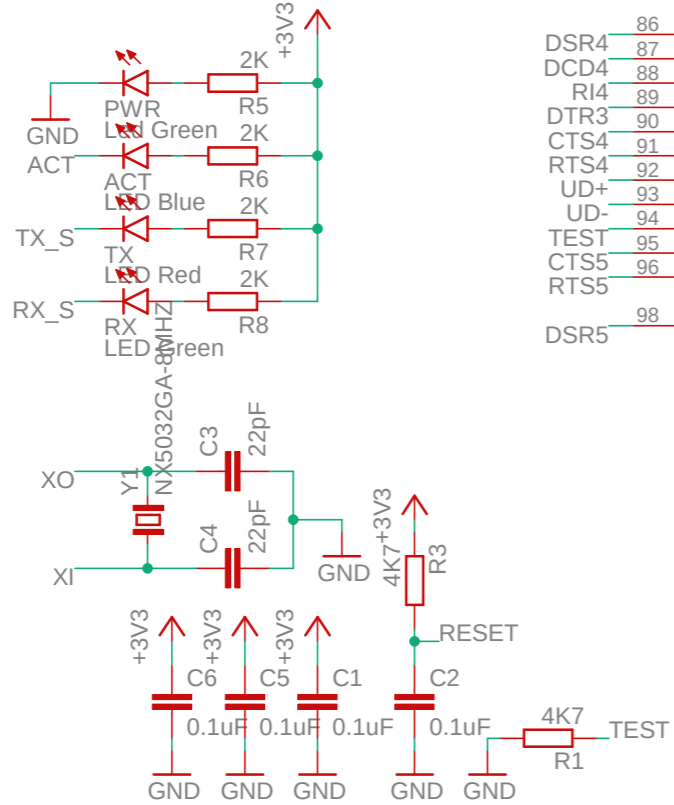 +3V3
2K
PWR
R5
Led Green
GND
2K
ACT
ACT
R6
LED Blue
2K
TX_S
TX
R7
LED Red
2K
RX_S
RX
R8
LED Green
86
DSR4
87
DCD4
88
RI4
89
DTR3
90
CTS4
91
RTS4
92
UD+
93
UD-
94
TEST
95
CTS5
96
RTS5
98
DSR5
NX5032GA-8MHZ
Y1
XO
XI
C3
22pF
C4
22pF
GND
+3V3
4K7
R3
RESET
+3V3
C6
0.1uF
GND
+3V3
C5
0.1uF
GND
+3V3
C1
0.1uF
GND
C2
0.1uF
GND
4K7
TEST
R1
GND